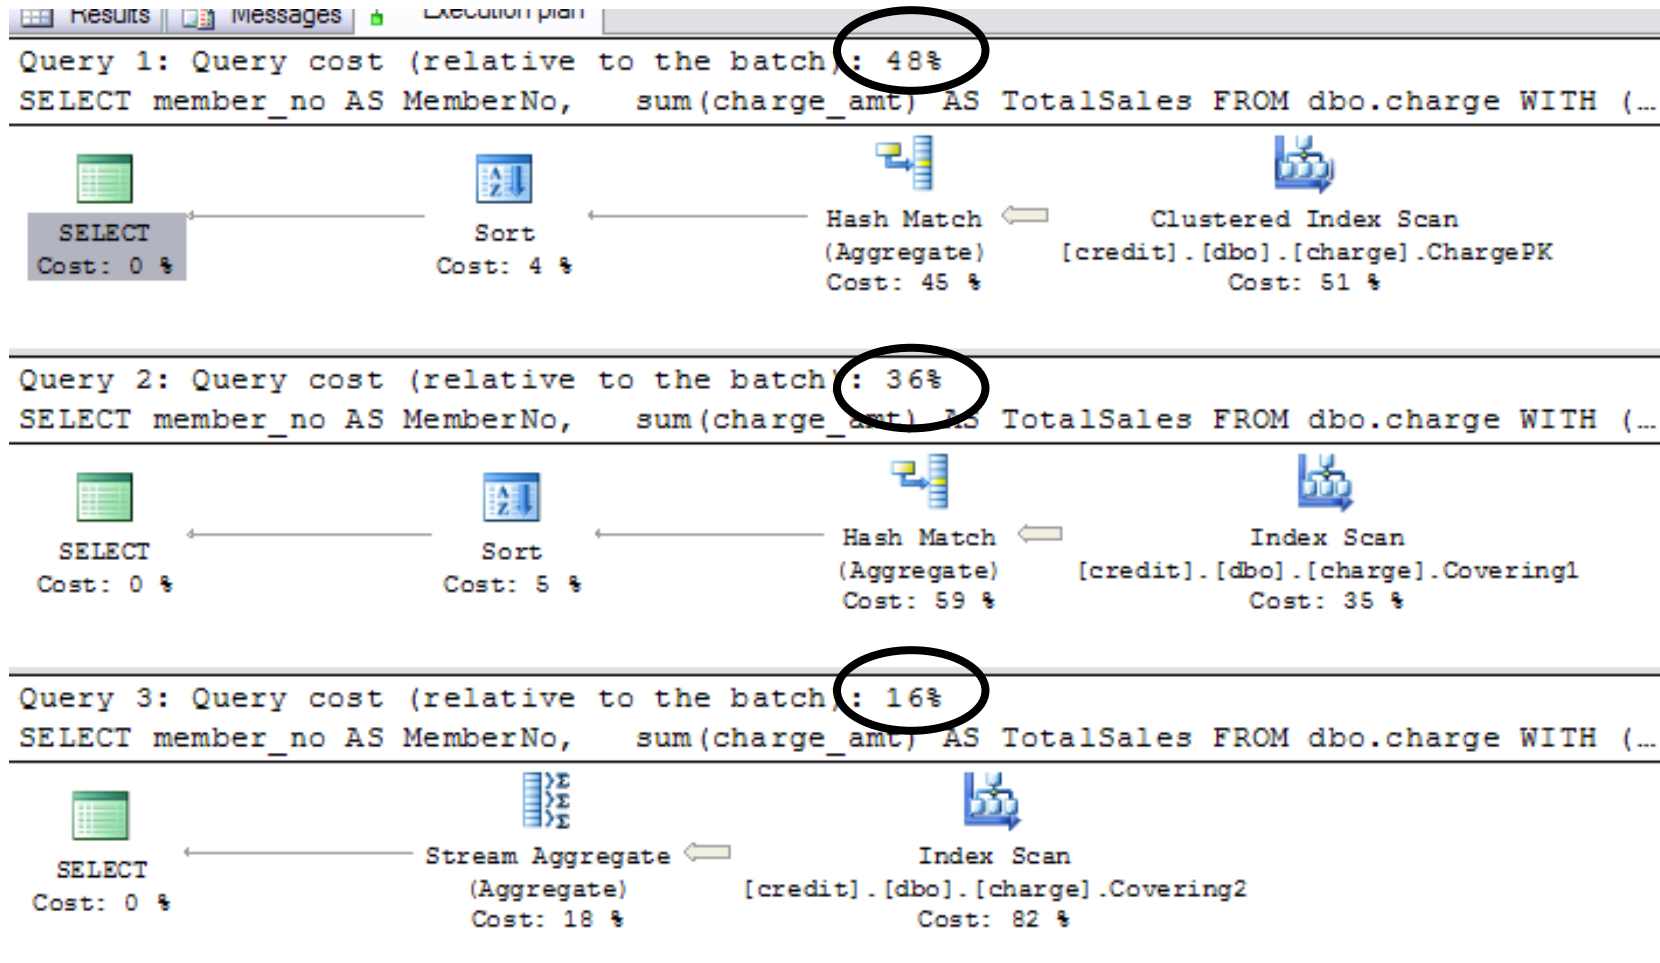 Results Messages Execution plan
Query 1: Query cost (relative to the batch): 48%
SELECT member_no AS MemberNo, sum(charge_amt) AS TotalSales FROM dbo.charge WITH (…
SELECT
Cost: 0 %
Sort
Cost: 4 %
Hash Match
(Aggregate)
Cost: 45 %
Clustered Index Scan
[credit].[dbo].[charge].ChargePK
Cost: 51 %
Query 2: Query cost (relative to the batch): 36%
SELECT member_no AS MemberNo, sum(charge_amt) AS TotalSales FROM dbo.charge WITH (…
SELECT
Cost: 0 %
Sort
Cost: 5 %
Hash Match
(Aggregate)
Cost: 59 %
Index Scan
[credit].[dbo].[charge].Covering1
Cost: 35 %
Query 3: Query cost (relative to the batch): 16%
SELECT member_no AS MemberNo, sum(charge_amt) AS TotalSales FROM dbo.charge WITH (…
SELECT
Cost: 0 %
Stream Aggregate
(Aggregate)
Cost: 18 %
Index Scan
[credit].[dbo].[charge].Covering2
Cost: 82 %